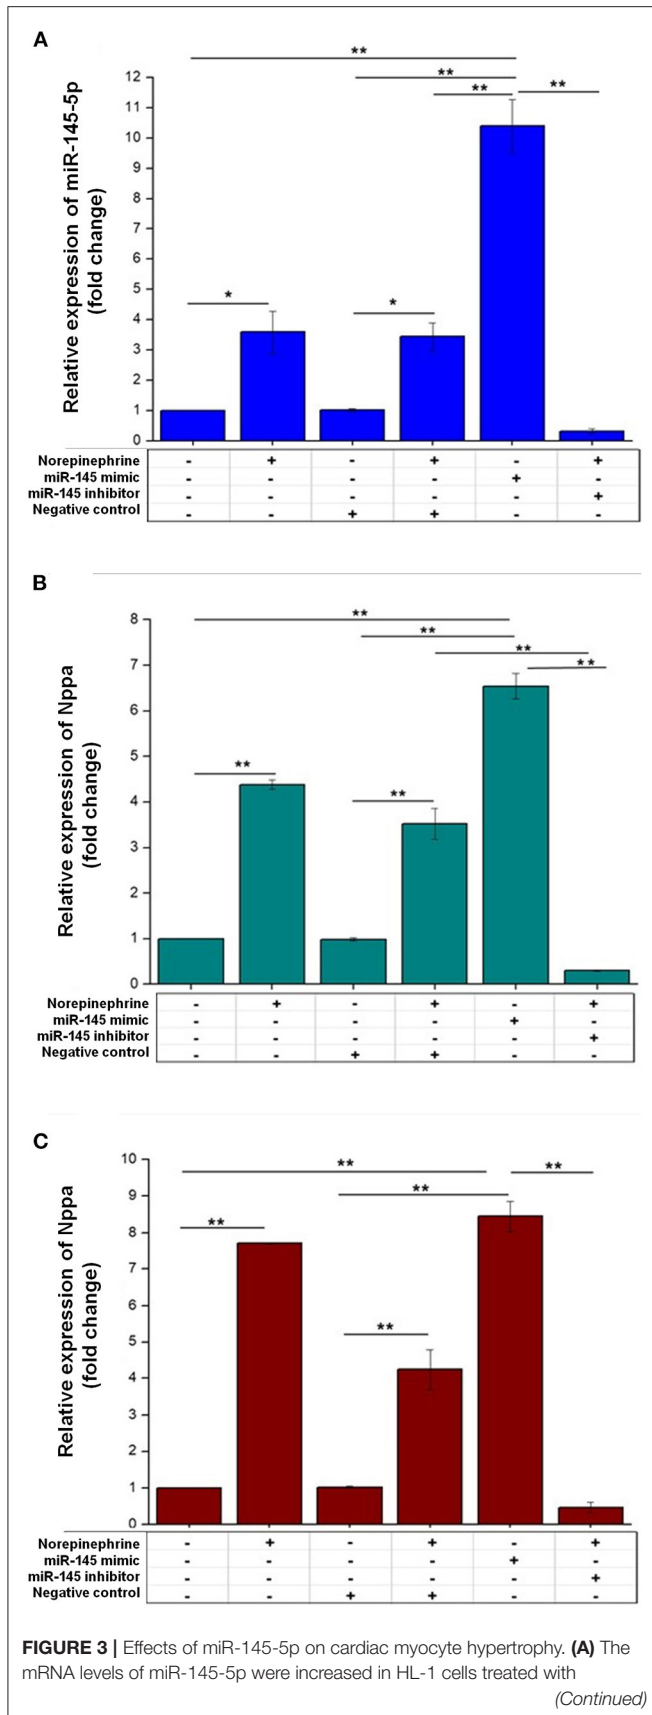 A
**
**
** **
12
11
10
9
8
7
6
5
4
3
2
1
0
Relative expression of miR-145-5p
(fold change)
* *
Norepinephrine - + - + - +
miR-145 mimic - - - - + -
miR-145 inhibitor - - - - - +
Negative control - - + + - -
B
**
**
**
**
8
7
6
5
4
3
2
1
0
Relative expression of Nppa
(fold change)
** **
Norepinephrine - + - + - +
miR-145 mimic - - - - + -
miR-145 inhibitor - - - - - +
Negative control - - + + - -
C
** **
**
**
**
10
9
8
7
6
5
4
3
2
1
0
Relative expression of Nppa
(fold change)
Norepinephrine - + - + - +
miR-145 mimic - - - - + -
miR-145 inhibitor - - - - - +
Negative control - - + + - -
FIGURE 3 | Effects of miR-145-5p on cardiac myocyte hypertrophy. (A) The
mRNA levels of miR-145-5p were increased in HL-1 cells treated with
(Continued)